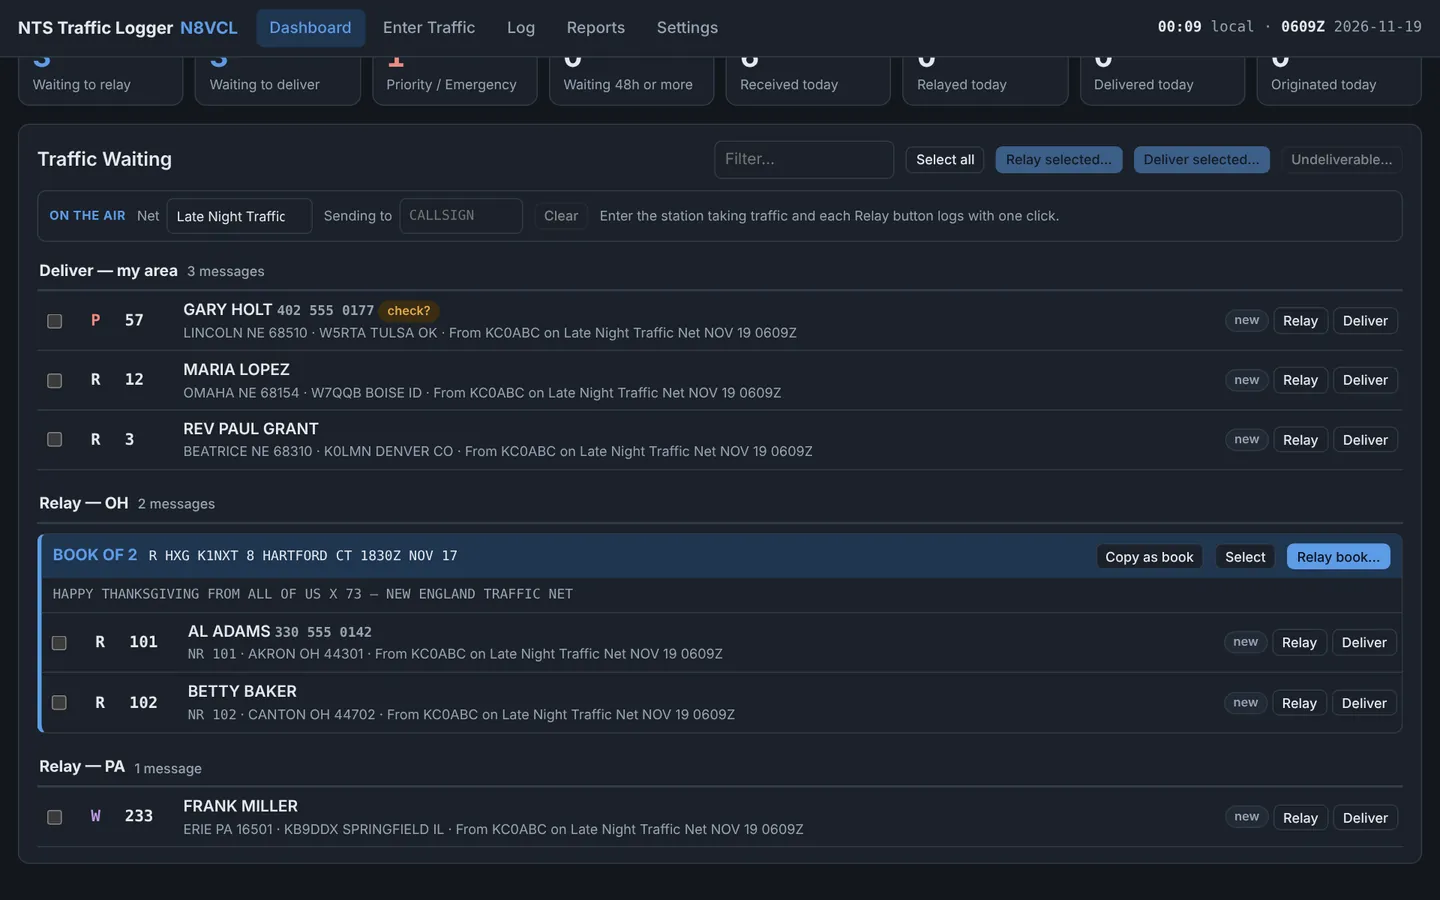 NTS Traffic Logger N8VCL Dashboard Enter Traffic Log Reports Settings 00:09 local · 0609Z 2026-11-19
Waiting to relay Waiting to deliver Priority / Emergency Waiting 48h or more Received today Relayed today Delivered today Originated today
Traffic Waiting Filter... Select all Relay selected... Deliver selected... Undeliverable...
ON THE AIR Net Late Night Traffic Sending to CALLSIGN Clear Enter the station taking traffic and each Relay button logs with one click.
Deliver — my area 3 messages
P 57 GARY HOLT 402 555 0177 check? new Relay Deliver
LINCOLN NE 68510 · W5RTA TULSA OK · From KC0ABC on Late Night Traffic Net NOV 19 0609Z
R 12 MARIA LOPEZ new Relay Deliver
OMAHA NE 68154 · W7QQB BOISE ID · From KC0ABC on Late Night Traffic Net NOV 19 0609Z
R 3 REV PAUL GRANT new Relay Deliver
BEATRICE NE 68310 · K0LMN DENVER CO · From KC0ABC on Late Night Traffic Net NOV 19 0609Z
Relay — OH 2 messages
BOOK OF 2 R HXG K1NXT 8 HARTFORD CT 1830Z NOV 17 Copy as book Select Relay book...
HAPPY THANKSGIVING FROM ALL OF US X 73 — NEW ENGLAND TRAFFIC NET
R 101 AL ADAMS 330 555 0142 new Relay Deliver
NR 101 · AKRON OH 44301 · From KC0ABC on Late Night Traffic Net NOV 19 0609Z
R 102 BETTY BAKER new Relay Deliver
NR 102 · CANTON OH 44702 · From KC0ABC on Late Night Traffic Net NOV 19 0609Z
Relay — PA 1 message
W 233 FRANK MILLER new Relay Deliver
ERIE PA 16501 · KB9DDX SPRINGFIELD IL · From KC0ABC on Late Night Traffic Net NOV 19 0609Z